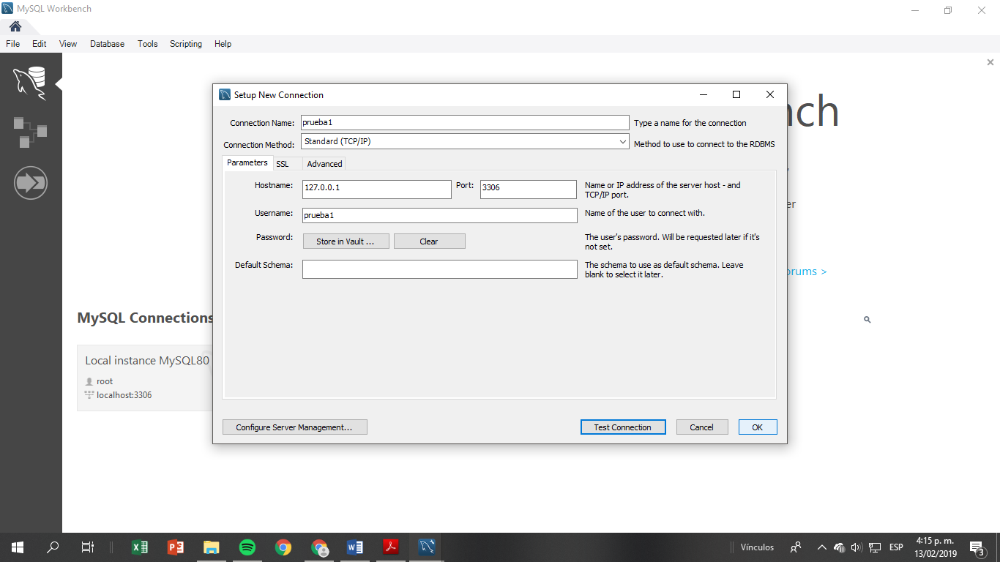 MySQL Workbench
File Edit View Database Tools Scripting Help
nch
Setup New Connection
Connection Name: prueba1 Type a name for the connection
Connection Method: Standard (TCP/IP) Method to use to connect to the RDBMS
Parameters SSL Advanced
Hostname: 127.0.0.1 Port: 3306 Name or IP address of the server host - and
TCP/IP port.
er
Username: prueba1 Name of the user to connect with.
Password: Store in Vault ... Clear The user's password. Will be requested later if it's
not set.
Default Schema: The schema to use as default schema. Leave
blank to select it later.
orums >
MySQL Connections
Local instance MySQL80
root
localhost:3306
Configure Server Management... Test Connection Cancel OK
Vínculos ESP 4:15 p. m.
13/02/2019 3